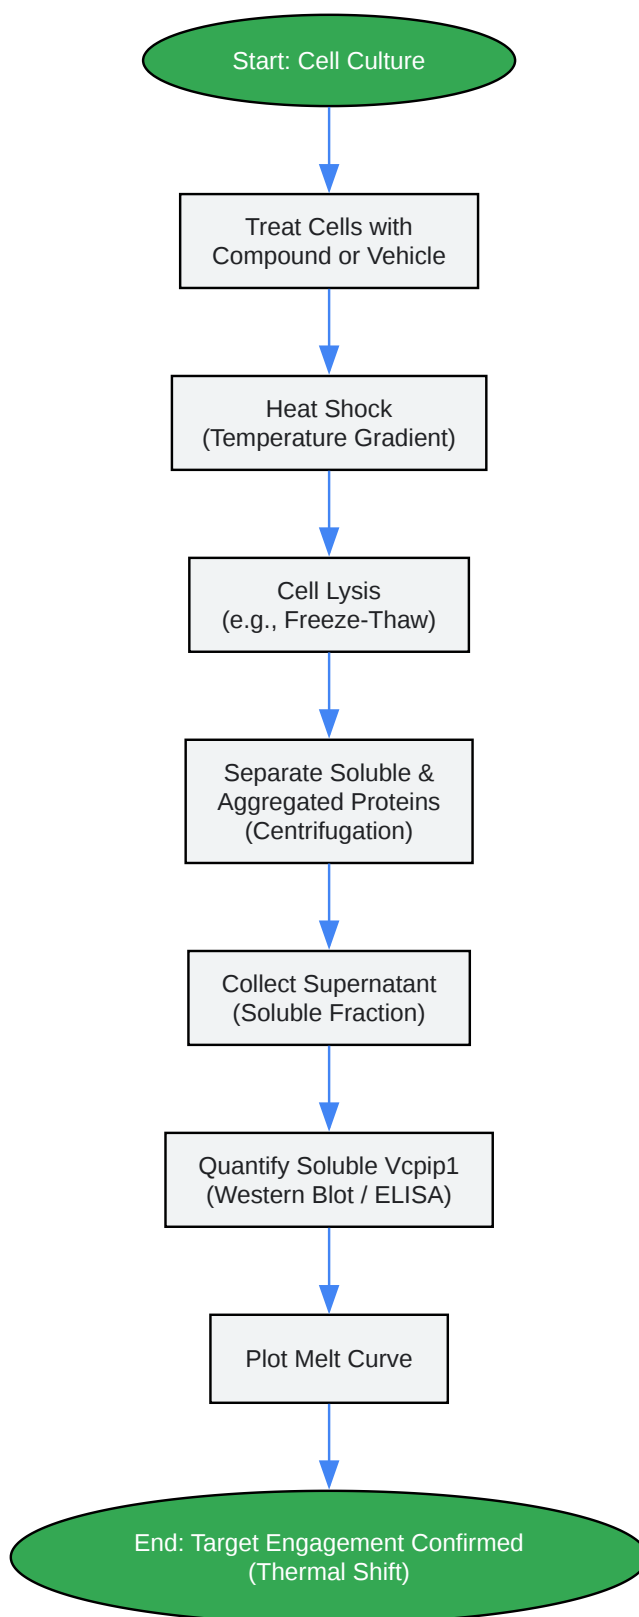 Start: Cell Culture
Treat Cells with
Compound or Vehicle
Heat Shock
(Temperature Gradient)
Cell Lysis
(e.g., Freeze-Thaw)
Separate Soluble &
Aggregated Proteins
(Centrifugation)
Collect Supernatant
(Soluble Fraction)
Quantify Soluble Vcpip1
(Western Blot / ELISA)
Plot Melt Curve
End: Target Engagement Confirmed
(Thermal Shift)